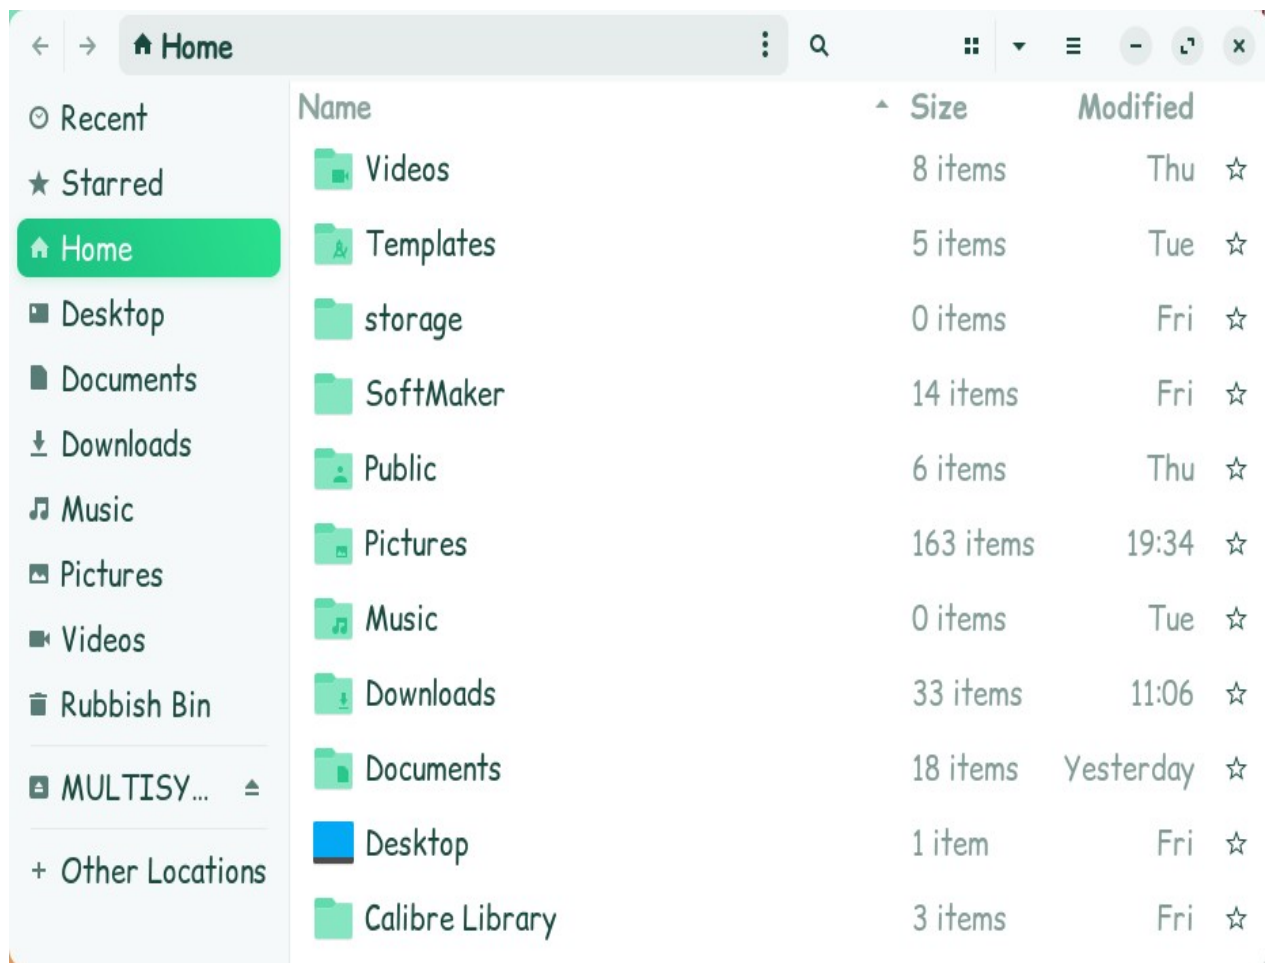 Home
Recent
Starred
Home
Desktop
Documents
Downloads
Music
Pictures
Videos
Rubbish Bin
MULTISY...
Other Locations
Name Size Modified
Videos 8 items Thu
Templates 5 items Tue
storage 0 items Fri
SoftMaker 14 items Fri
Public 6 items Thu
Pictures 163 items 19:34
Music 0 items Tue
Downloads 33 items 11:06
Documents 18 items Yesterday
Desktop 1 item Fri
Calibre Library 3 items Fri